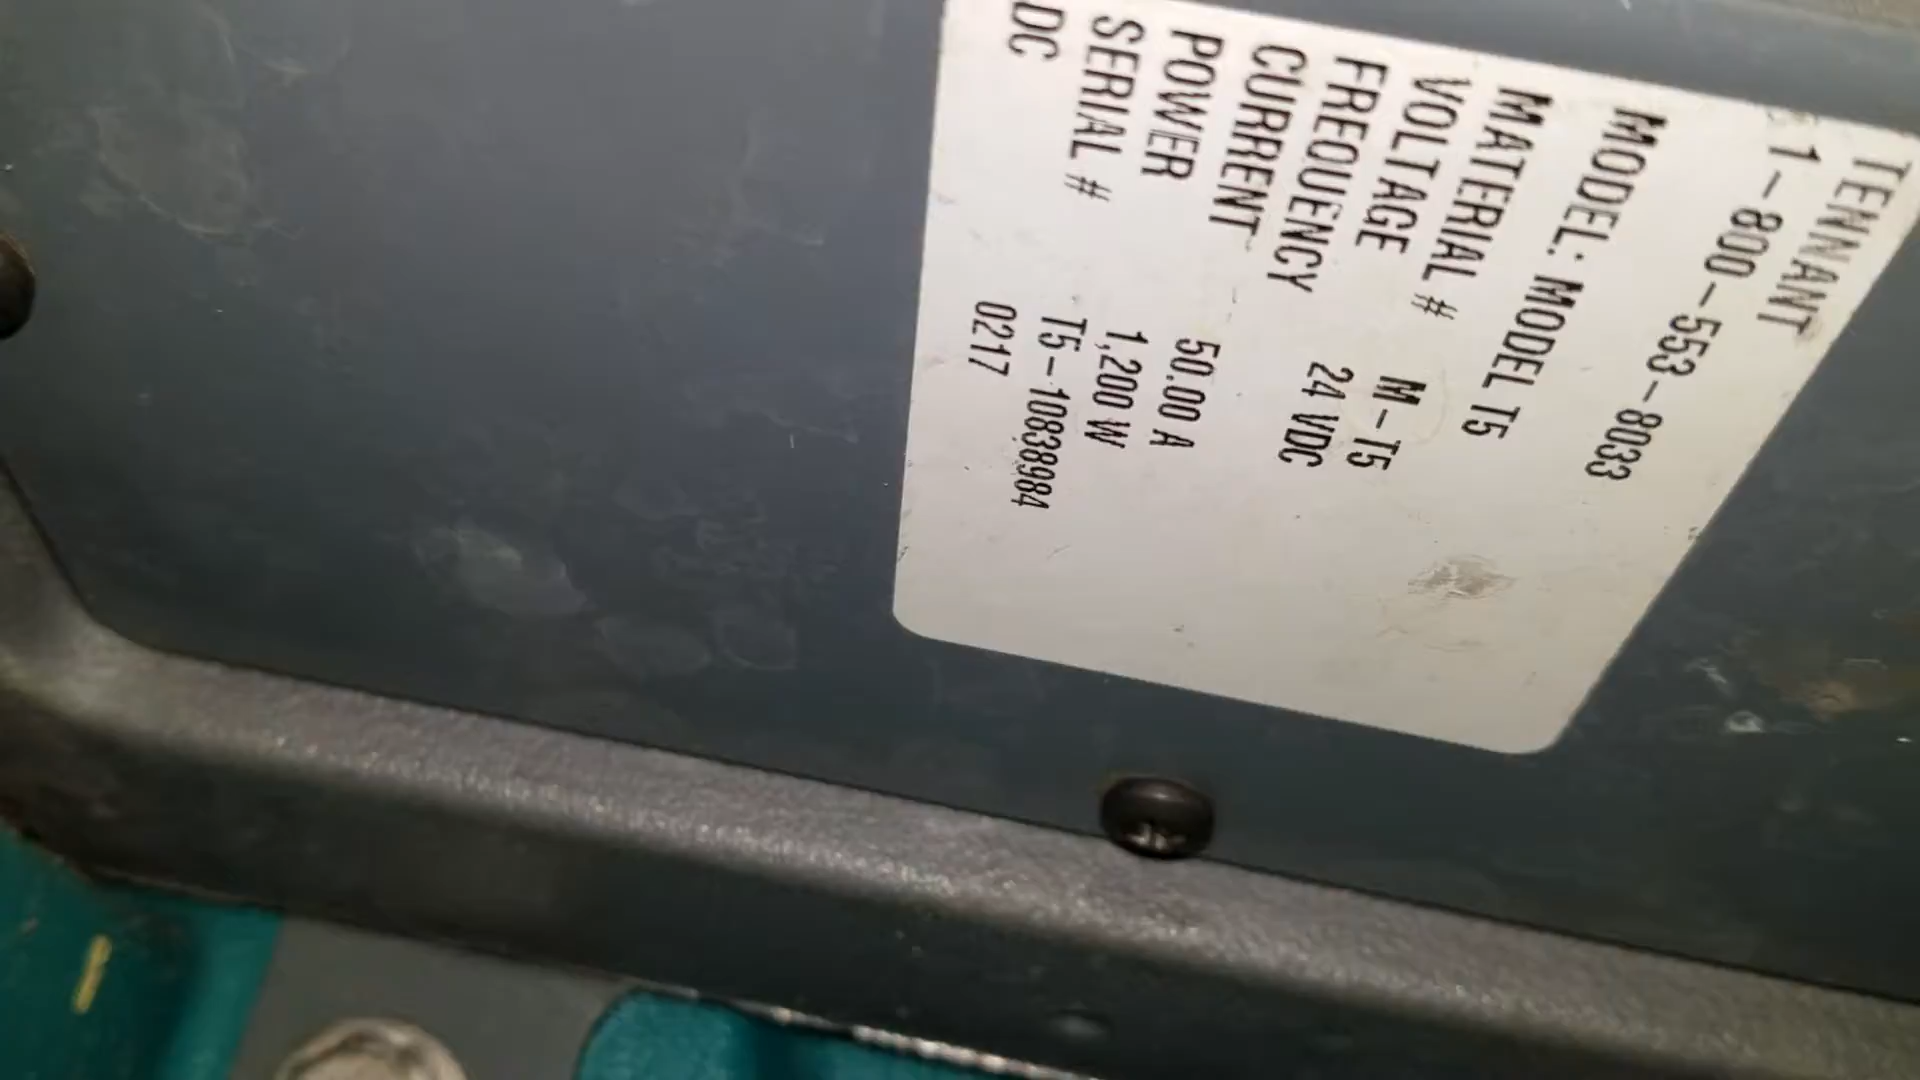 TENNANT
1-800-553-8033
MODEL: MODEL T5
MATERIAL # M-T5
VOLTAGE 24 VDC
FREQUENCY
CURRENT 50.00 A
POWER 1,200 W
SERIAL # T5-10838984
DC 0217